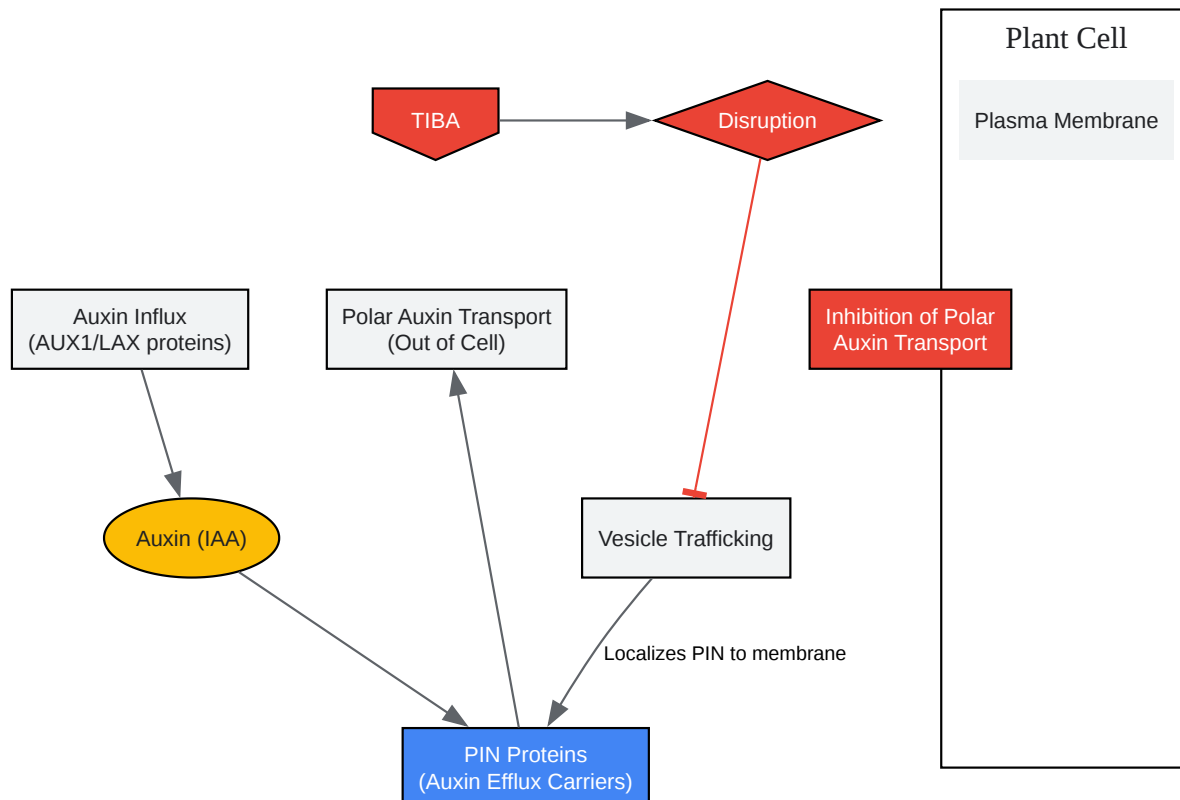 Plant Cell
TIBA
Disruption
Plasma Membrane
Auxin Influx
(AUX1/LAX proteins)
Polar Auxin Transport
(Out of Cell)
Inhibition of Polar
Auxin Transport
Auxin (IAA)
Vesicle Trafficking
Localizes PIN to membrane
PIN Proteins
(Auxin Efflux Carriers)